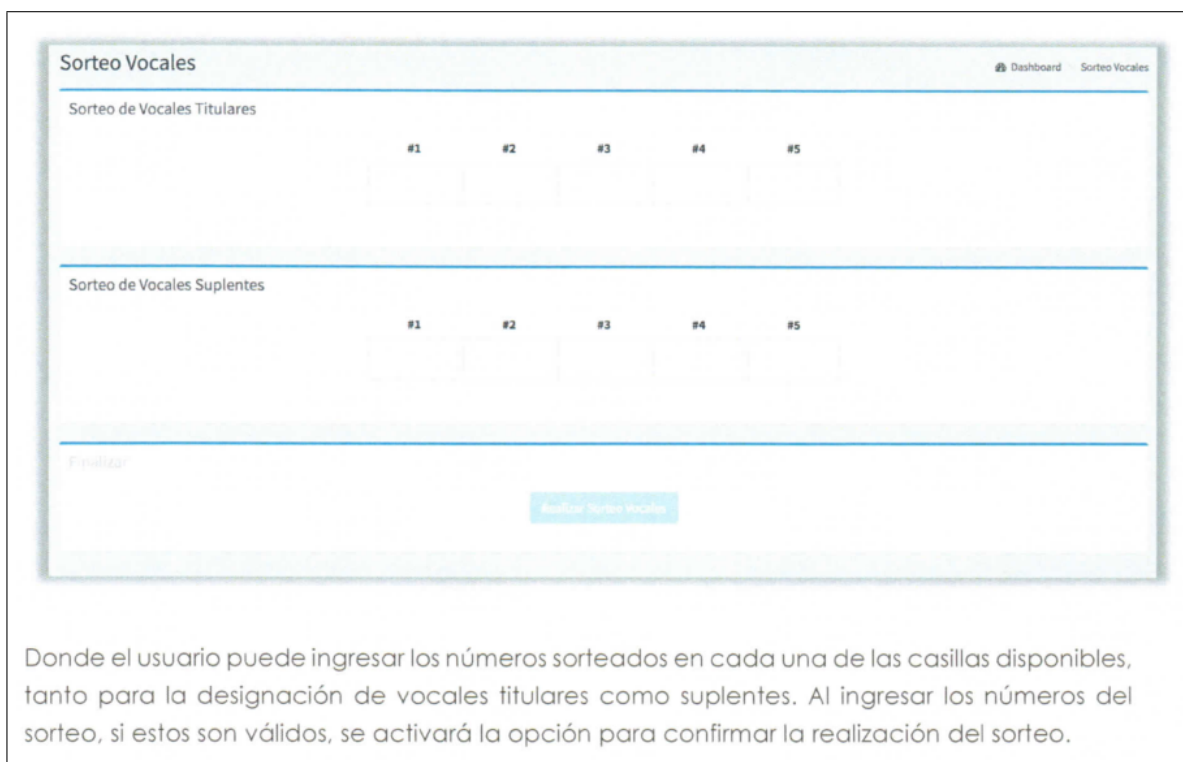 Sorteo Vocales
Dashboard Sorteo Vocales
Sorteo de Vocales Titulares
#1 #2 #3 #4 #5
Sorteo de Vocales Suplentes
#1 #2 #3 #4 #5
Finalizar
Realizar Sorteo Vocales
Donde el usuario puede ingresar los números sorteados en cada una de las casillas disponibles,
tanto para la designación de vocales titulares como suplentes. Al ingresar los números del
sorteo, si estos son válidos, se activará la opción para confirmar la realización del sorteo.